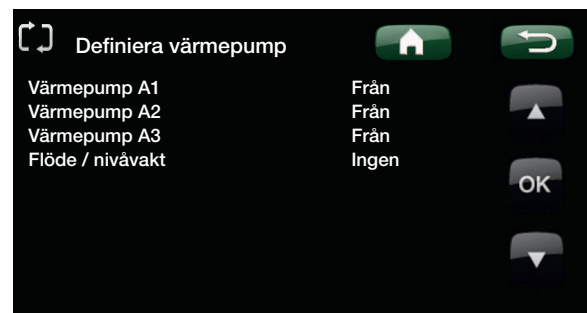 Definiera värmepump
Värmepump A1 Från
Värmepump A2 Från
Värmepump A3 Från
Flöde / nivåvakt Ingen
OK